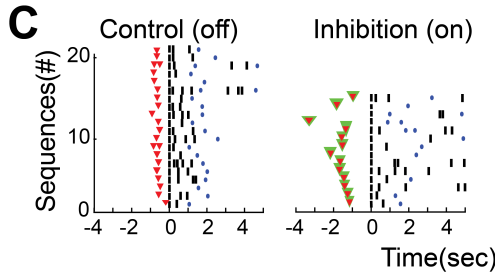 C
Control (off) Inhibition (on)
Sequences(#)
20
10
0
-4 -2 0 2 4 -4 -2 0 2 4
Time(sec)